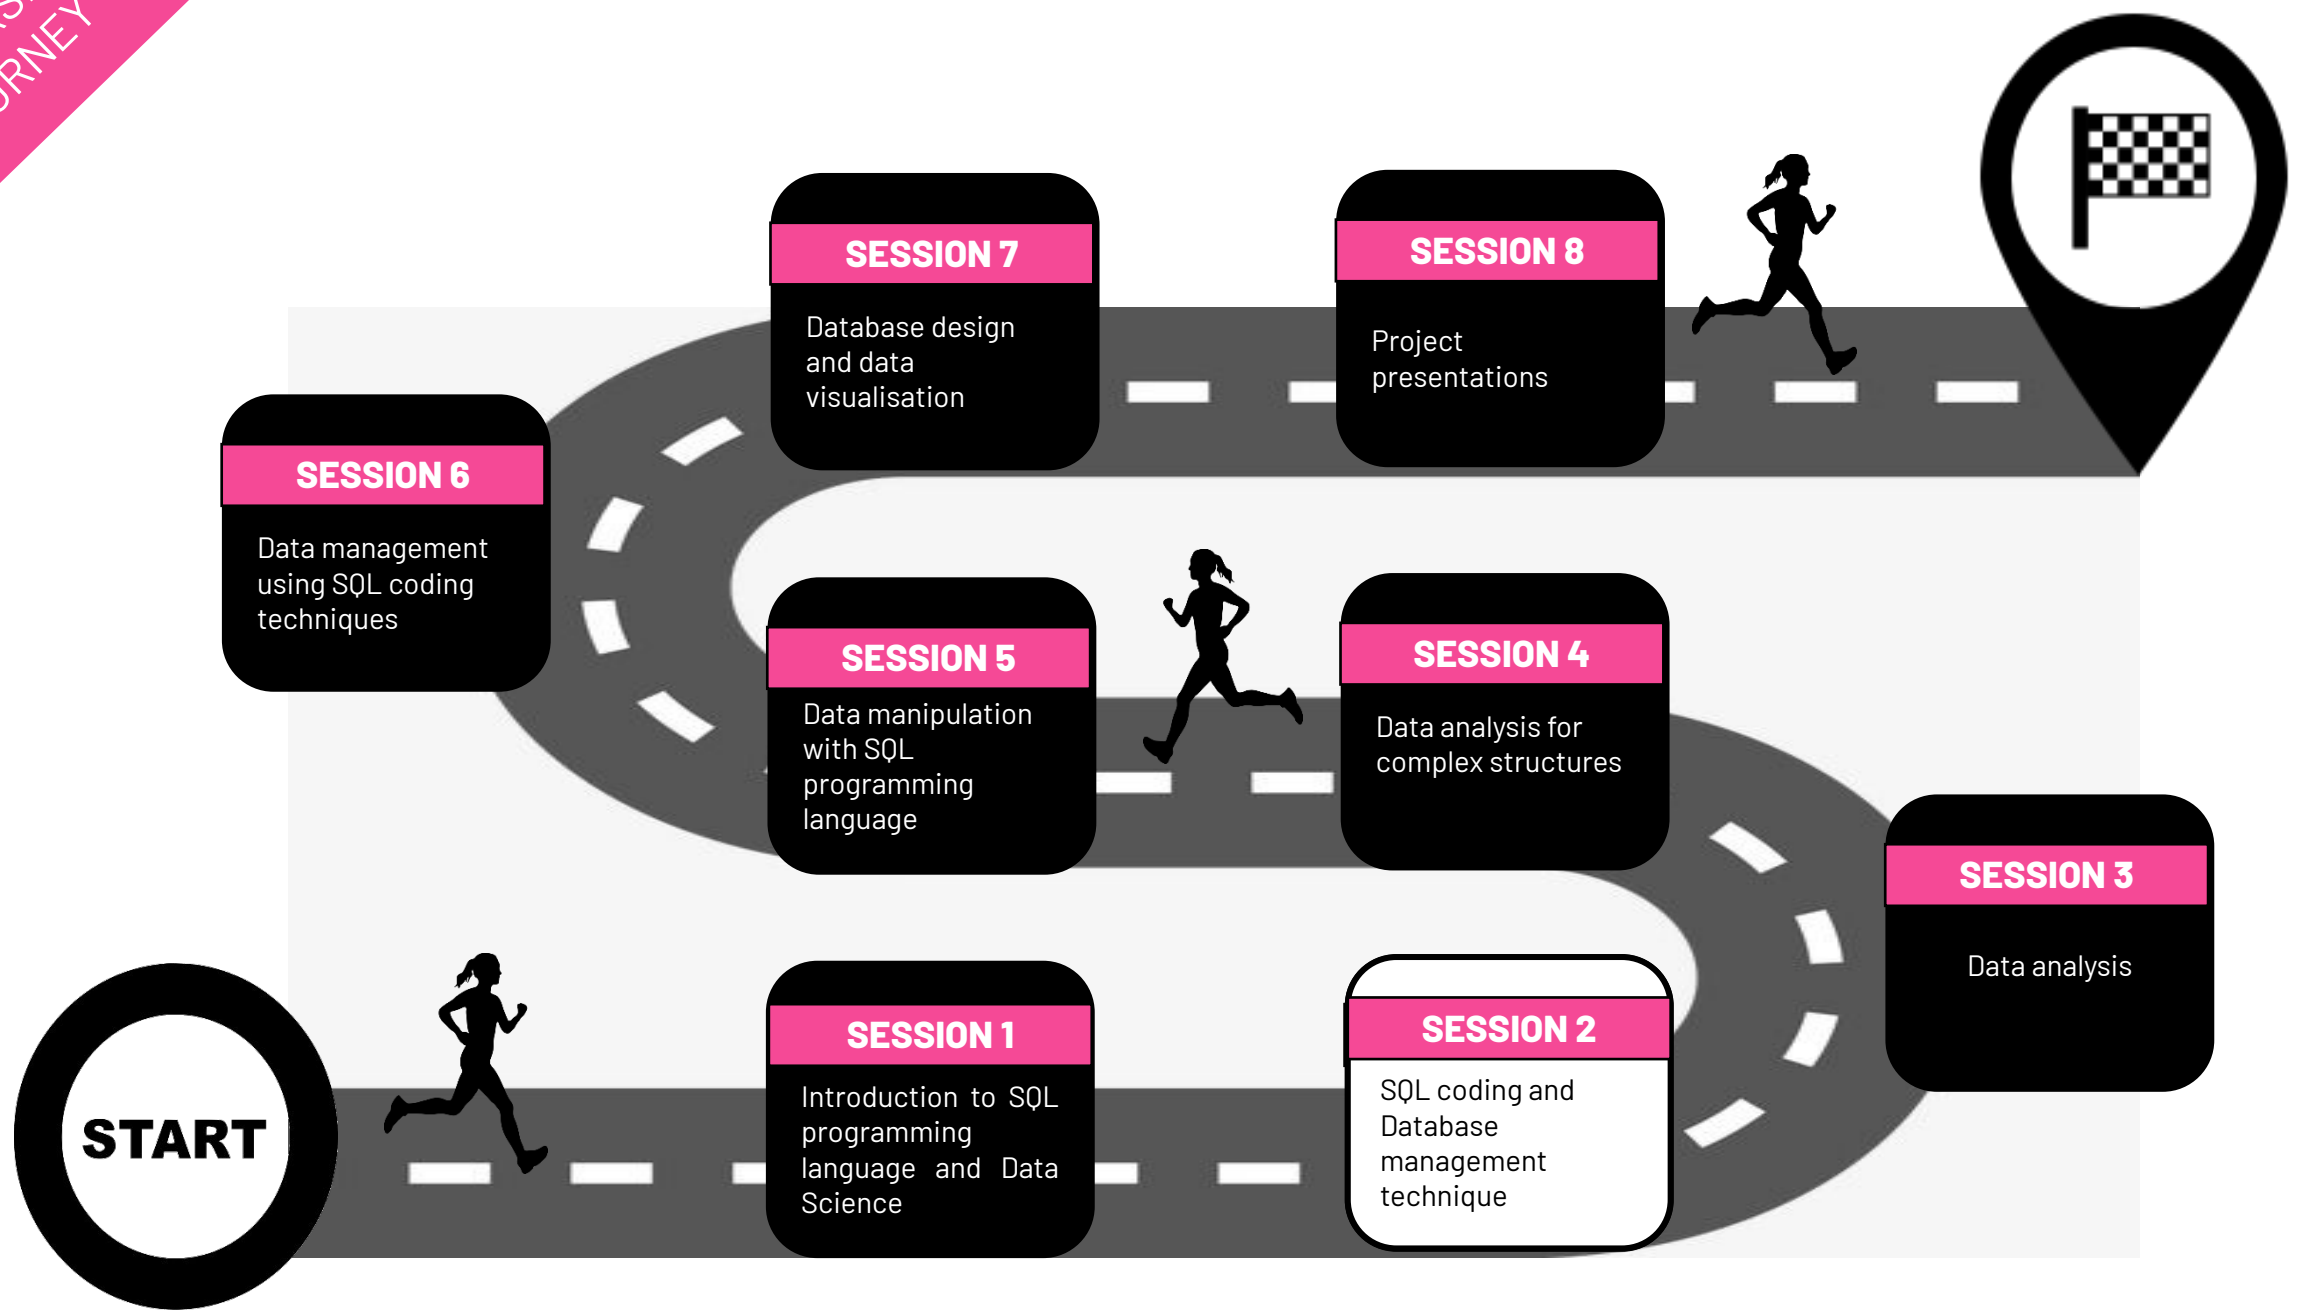 SESSION 7
Database design
and data
visualisation
SESSION 8
Project
presentations
SESSION 6
Data management
using SQL coding
techniques
SESSION 5
Data manipulation
with SQL
programming
language
SESSION 4
Data analysis for
complex structures
SESSION 3
Data analysis
START
SESSION 1
Introduction to SQL
programming
language and Data
Science
SESSION 2
SQL coding and
Database
management
technique